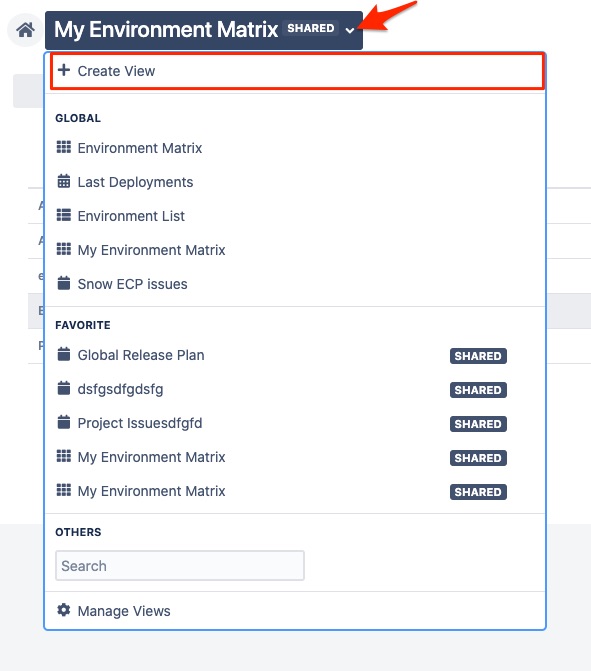 My Environment Matrix SHARED
Create View
GLOBAL
Environment Matrix
Last Deployments
Environment List
My Environment Matrix
Snow ECP issues
FAVORITE
Global Release Plan SHARED
dsfgsdfgdsfg SHARED
Project Issuesdfgfd SHARED
My Environment Matrix SHARED
My Environment Matrix SHARED
OTHERS
Search
Manage Views